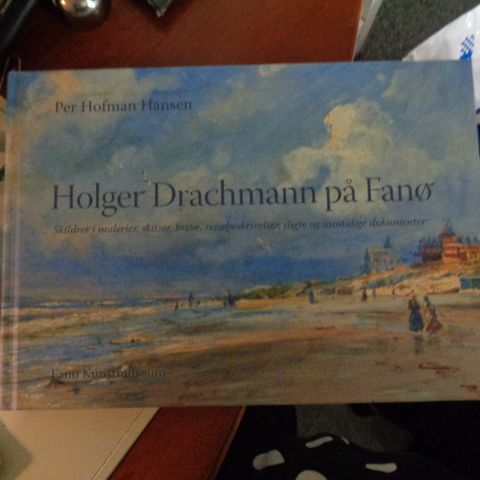 Per Hofman Hansen
Holger Drachmann på Fanø
Skildret i malerier, skitser, breve, rejsebeskrivelser, digte og samtidige dokumenter
Fanø Kunstmuseum